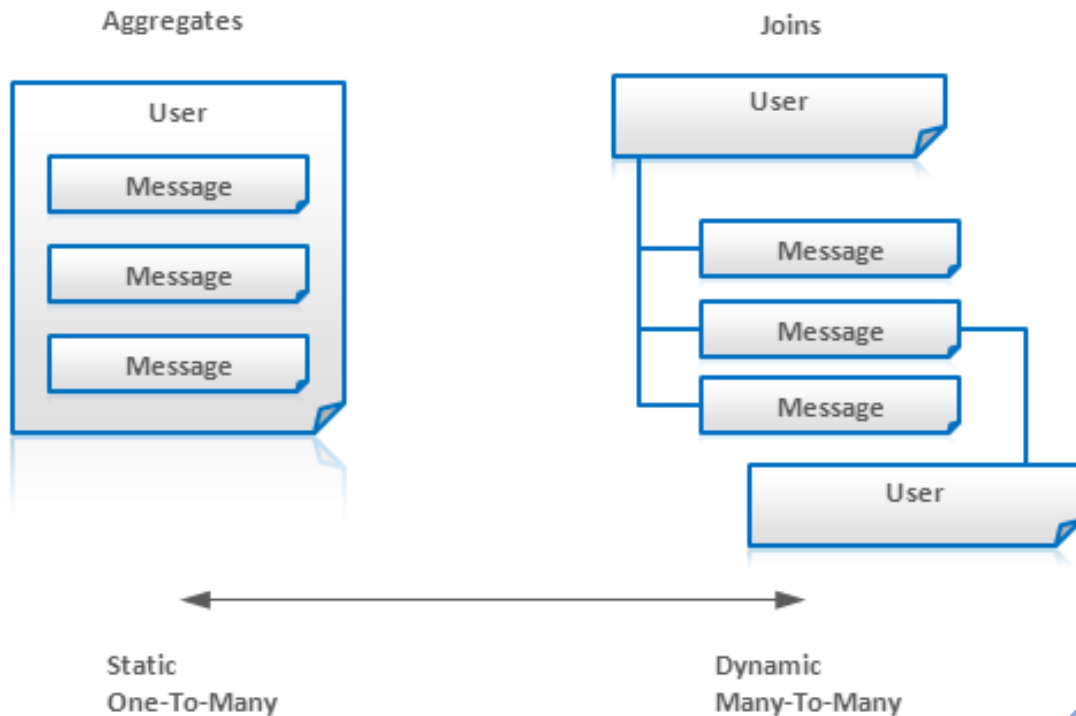 Aggregates
Joins
User
Message
Message
Message
User
Message
Message
Message
User
Static
One-To-Many
Dynamic
Many-To-Many